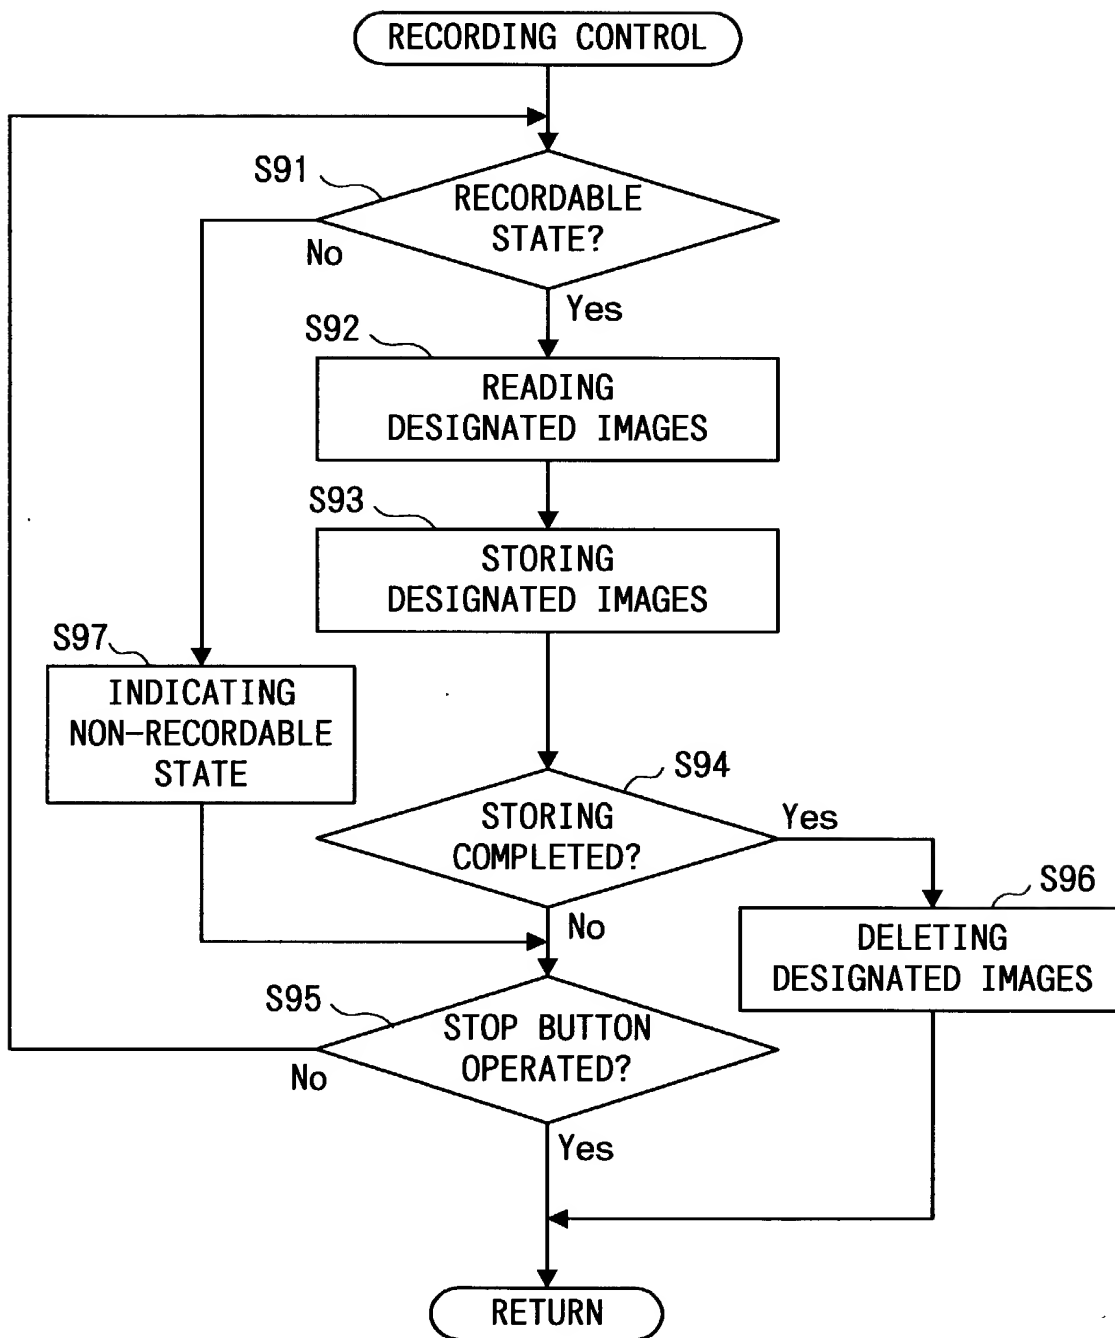 RECORDING CONTROL
S91
RECORDABLE
STATE?
No
Yes
S92
READING
DESIGNATED IMAGES
S93
STORING
DESIGNATED IMAGES
S97
INDICATING
NON-RECORDABLE
STATE
S94
STORING
COMPLETED?
Yes
No
S96
DELETING
DESIGNATED IMAGES
S95
STOP BUTTON
OPERATED?
No
Yes
RETURN